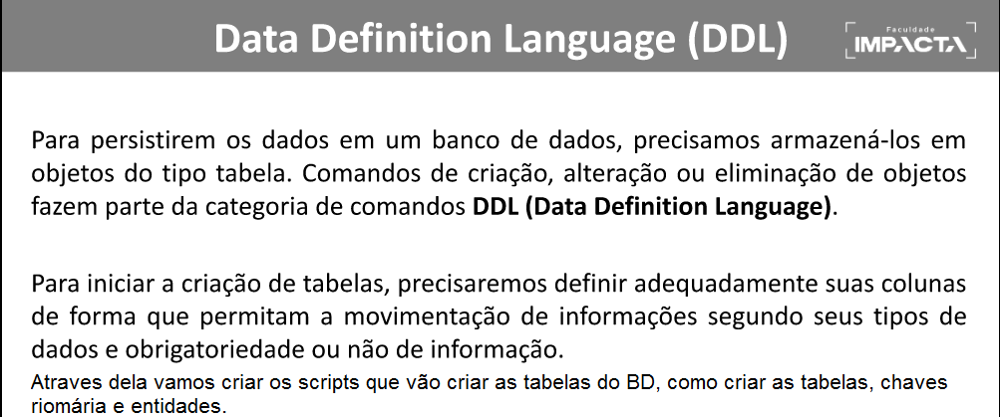 Data Definition Language (DDL)
Faculdade
IMPACTA
Para persistirem os dados em um banco de dados, precisamos armazená-los em
objetos do tipo tabela. Comandos de criação, alteração ou eliminação de objetos
fazem parte da categoria de comandos DDL (Data Definition Language).
Para iniciar a criação de tabelas, precisaremos definir adequadamente suas colunas
de forma que permitam a movimentação de informações segundo seus tipos de
dados e obrigatoriedade ou não de informação.
Atraves dela vamos criar os scripts que vão criar as tabelas do BD, como criar as tabelas, chaves
riomária e entidades.